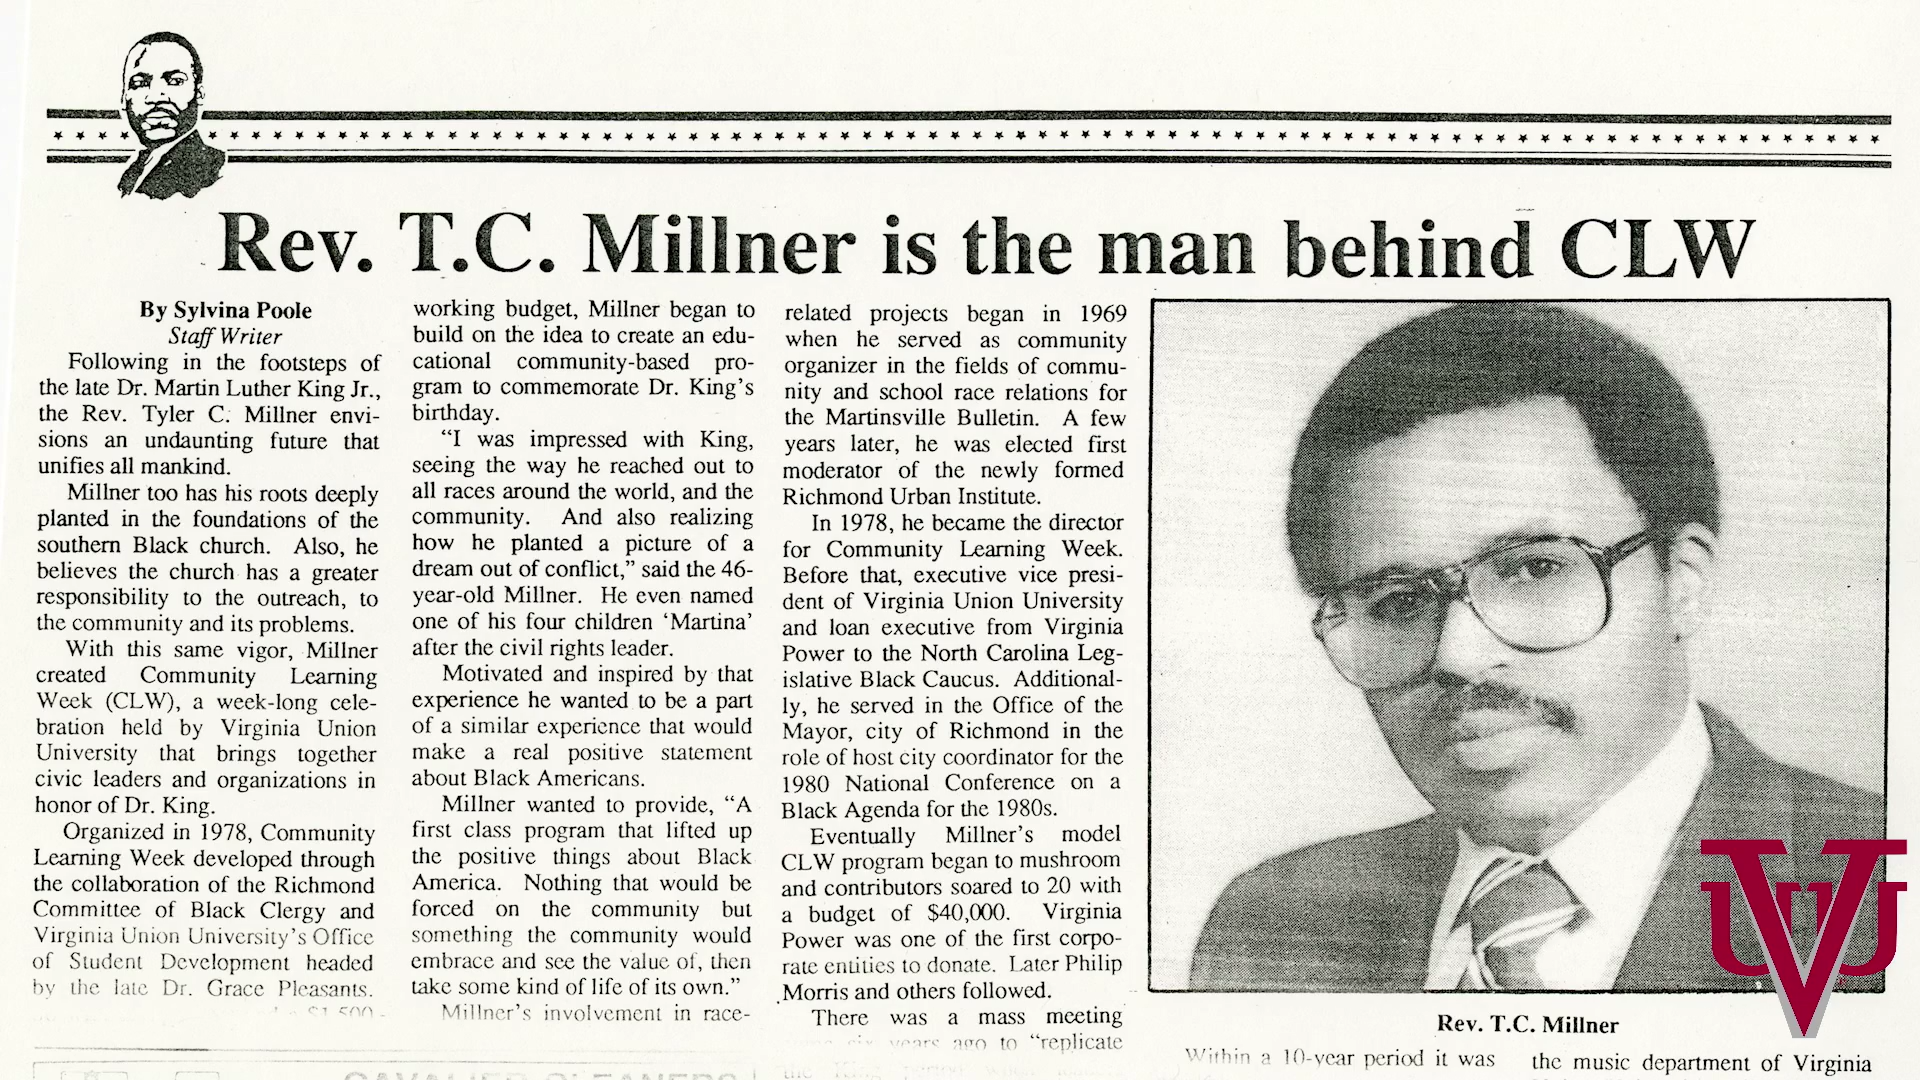 Rev. T.C. Millner is the man behind CLW
By Sylvina Poole
Staff Writer
Following in the footsteps of
the late Dr. Martin Luther King Jr.,
the Rev. Tyler C. Millner envi-
sions an undaunting future that
unifies all mankind.
Millner too has his roots deeply
planted in the foundations of the
southern Black church. Also, he
believes the church has a greater
responsibility to the outreach, to
the community and its problems.
With this same vigor, Millner
created Community Learning
Week (CLW), a week-long cele-
bration held by Virginia Union
University that brings together
civic leaders and organizations in
honor of Dr. King.
Organized in 1978, Community
Learning Week developed through
the collaboration of the Richmond
Committee of Black Clergy and
Virginia Union University's Office
of Student Development headed
by the late Dr. Grace Pleasants.
$1,500
working budget, Millner began to
build on the idea to create an edu-
cational community-based pro-
gram to commemorate Dr. King's
birthday.
"I was impressed with King,
seeing the way he reached out to
all races around the world, and the
community. And also realizing
how he planted a picture of a
dream out of conflict," said the 46-
year-old Millner. He even named
one of his four children 'Martina'
after the civil rights leader.
Motivated and inspired by that
experience he wanted to be a part
of a similar experience that would
make a real positive statement
about Black Americans.
Millner wanted to provide, "A
first class program that lifted up
the positive things about Black
America. Nothing that would be
forced on the community but
something the community would
embrace and see the value of, then
take some kind of life of its own."
Millner's involvement in race-
related projects began in 1969
when he served as community
organizer in the fields of commu-
nity and school race relations for
the Martinsville Bulletin. A few
years later, he was elected first
moderator of the newly formed
Richmond Urban Institute.
In 1978, he became the director
for Community Learning Week.
Before that, executive vice presi-
dent of Virginia Union University
and loan executive from Virginia
Power to the North Carolina Leg-
islative Black Caucus. Additional-
ly, he served in the Office of the
Mayor, city of Richmond in the
role of host city coordinator for the
1980 National Conference on a
Black Agenda for the 1980s.
Eventually Millner's model
CLW program began to mushroom
and contributors soared to 20 with
a budget of $40,000. Virginia
Power was one of the first corpo-
rate entities to donate. Later Philip
Morris and others followed.
There was a mass meeting
six years ago to "replicate
Rev. T.C. Millner
Within a 10-year period it was
the music department of Virginia
CAVALIER CLEANERS
VUU